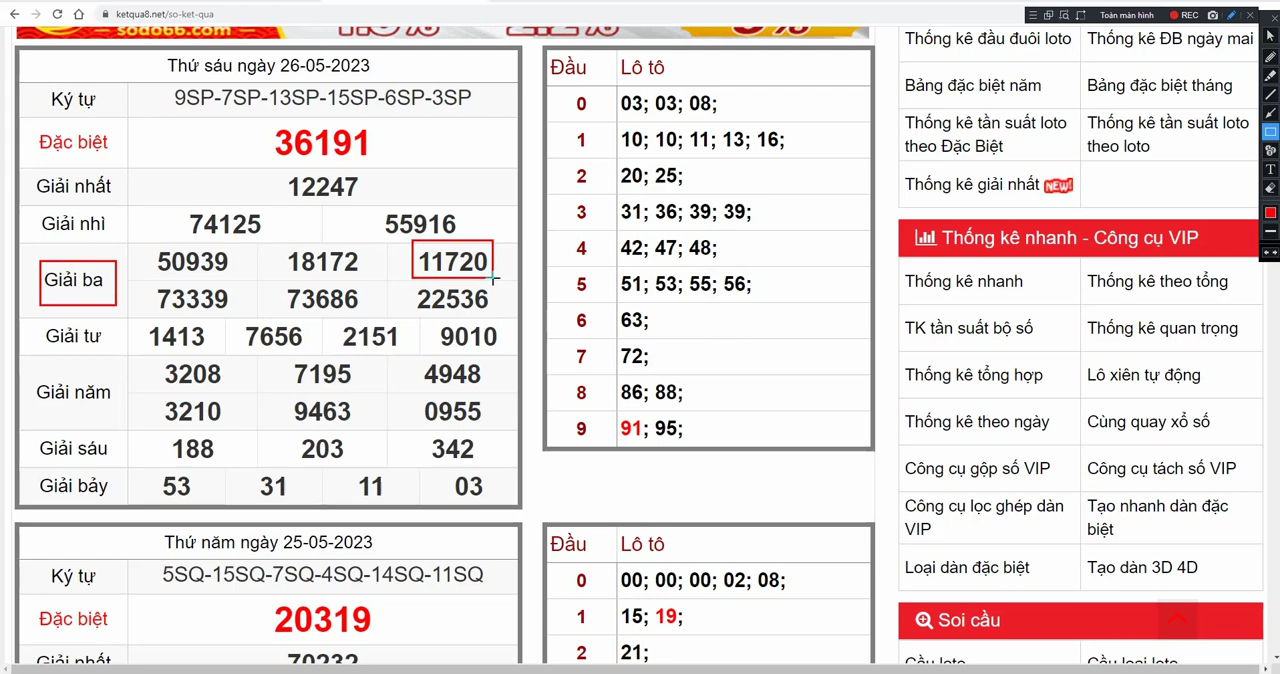 ketqua8.net/so-ket-qua
Toàn màn hình
REC
sodo66.com
Thứ sáu ngày 26-05-2023
Ký tự 9SP-7SP-13SP-15SP-6SP-3SP
Đặc biệt 36191
Giải nhất 12247
Giải nhì 74125 55916
Giải ba 50939 18172 11720
73339 73686 22536
Giải tư 1413 7656 2151 9010
Giải năm 3208 7195 4948
3210 9463 0955
Giải sáu 188 203 342
Giải bảy 53 31 11 03
Thứ năm ngày 25-05-2023
Ký tự 5SQ-15SQ-7SQ-4SQ-14SQ-11SQ
Đặc biệt 20319
Giải nhất 70232
Đầu Lô tô
0 03; 03; 08;
1 10; 10; 11; 13; 16;
2 20; 25;
3 31; 36; 39; 39;
4 42; 47; 48;
5 51; 53; 55; 56;
6 63;
7 72;
8 86; 88;
9 91; 95;
Đầu Lô tô
0 00; 00; 00; 02; 08;
1 15; 19;
2 21;
Thống kê đầu đuôi loto Thống kê ĐB ngày mai
Bảng đặc biệt năm Bảng đặc biệt tháng
Thống kê tần suất loto Thống kê tần suất loto
theo Đặc Biệt theo loto
Thống kê giải nhất NEW!
Thống kê nhanh - Công cụ VIP
Thống kê nhanh Thống kê theo tổng
TK tần suất bộ số Thống kê quan trọng
Thống kê tổng hợp Lô xiên tự động
Thống kê theo ngày Cùng quay xổ số
Công cụ gộp số VIP Công cụ tách số VIP
Công cụ lọc ghép dàn Tạo nhanh dàn đặc
VIP biệt
Loại dàn đặc biệt Tạo dàn 3D 4D
Soi cầu
Cầu loto Cầu loại loto